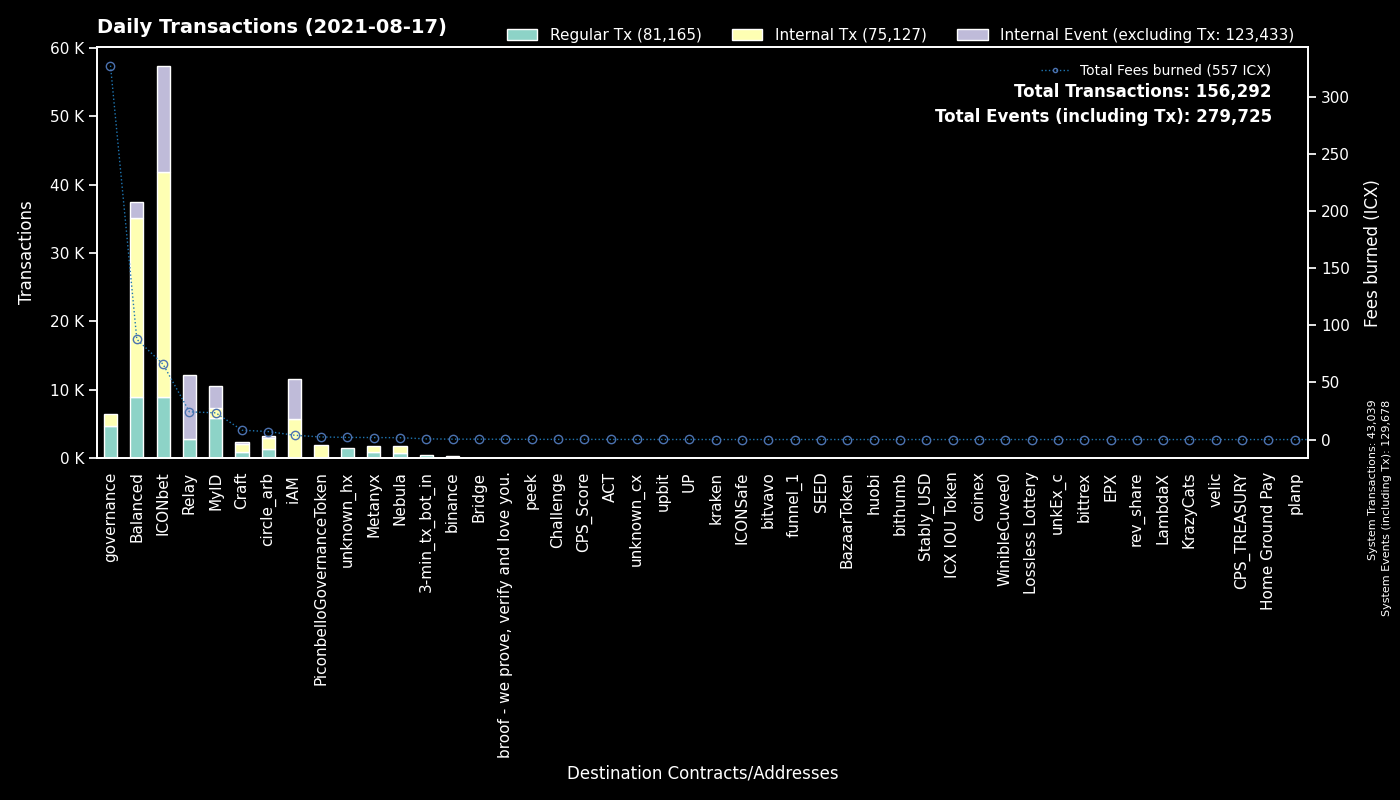 Daily Transactions (2021-08-17)
Regular Tx (81,165)
Internal Tx (75,127)
Internal Event (excluding Tx: 123,433)
Total Fees burned (557 ICX)
Total Transactions: 156,292
Total Events (including Tx): 279,725
Transactions
60 K
50 K
40 K
30 K
20 K
10 K
0 K
300
250
200
150
100
50
0
Fees burned (ICX)
System Transactions: 43,039
System Events (including Tx): 129,678
governance
Balanced
ICONbet
Relay
MyID
Craft
circle_arb
iAM
PiconbelloGovernanceToken
unknown_hx
Metanyx
Nebula
3-min_tx_bot_in
binance
Bridge
broof - we prove, verify and love you.
peek
Challenge
CPS_Score
ACT
unknown_cx
upbit
UP
kraken
ICONSafe
bitvavo
funnel_1
SEED
BazaarToken
huobi
bithumb
Stably_USD
ICX IOU Token
coinex
WinibleCuvee0
Lossless Lottery
unkEx_c
bittrex
EPX
rev_share
LambdaX
KrazyCats
velic
CPS_TREASURY
Home Ground Pay
planp
Destination Contracts/Addresses